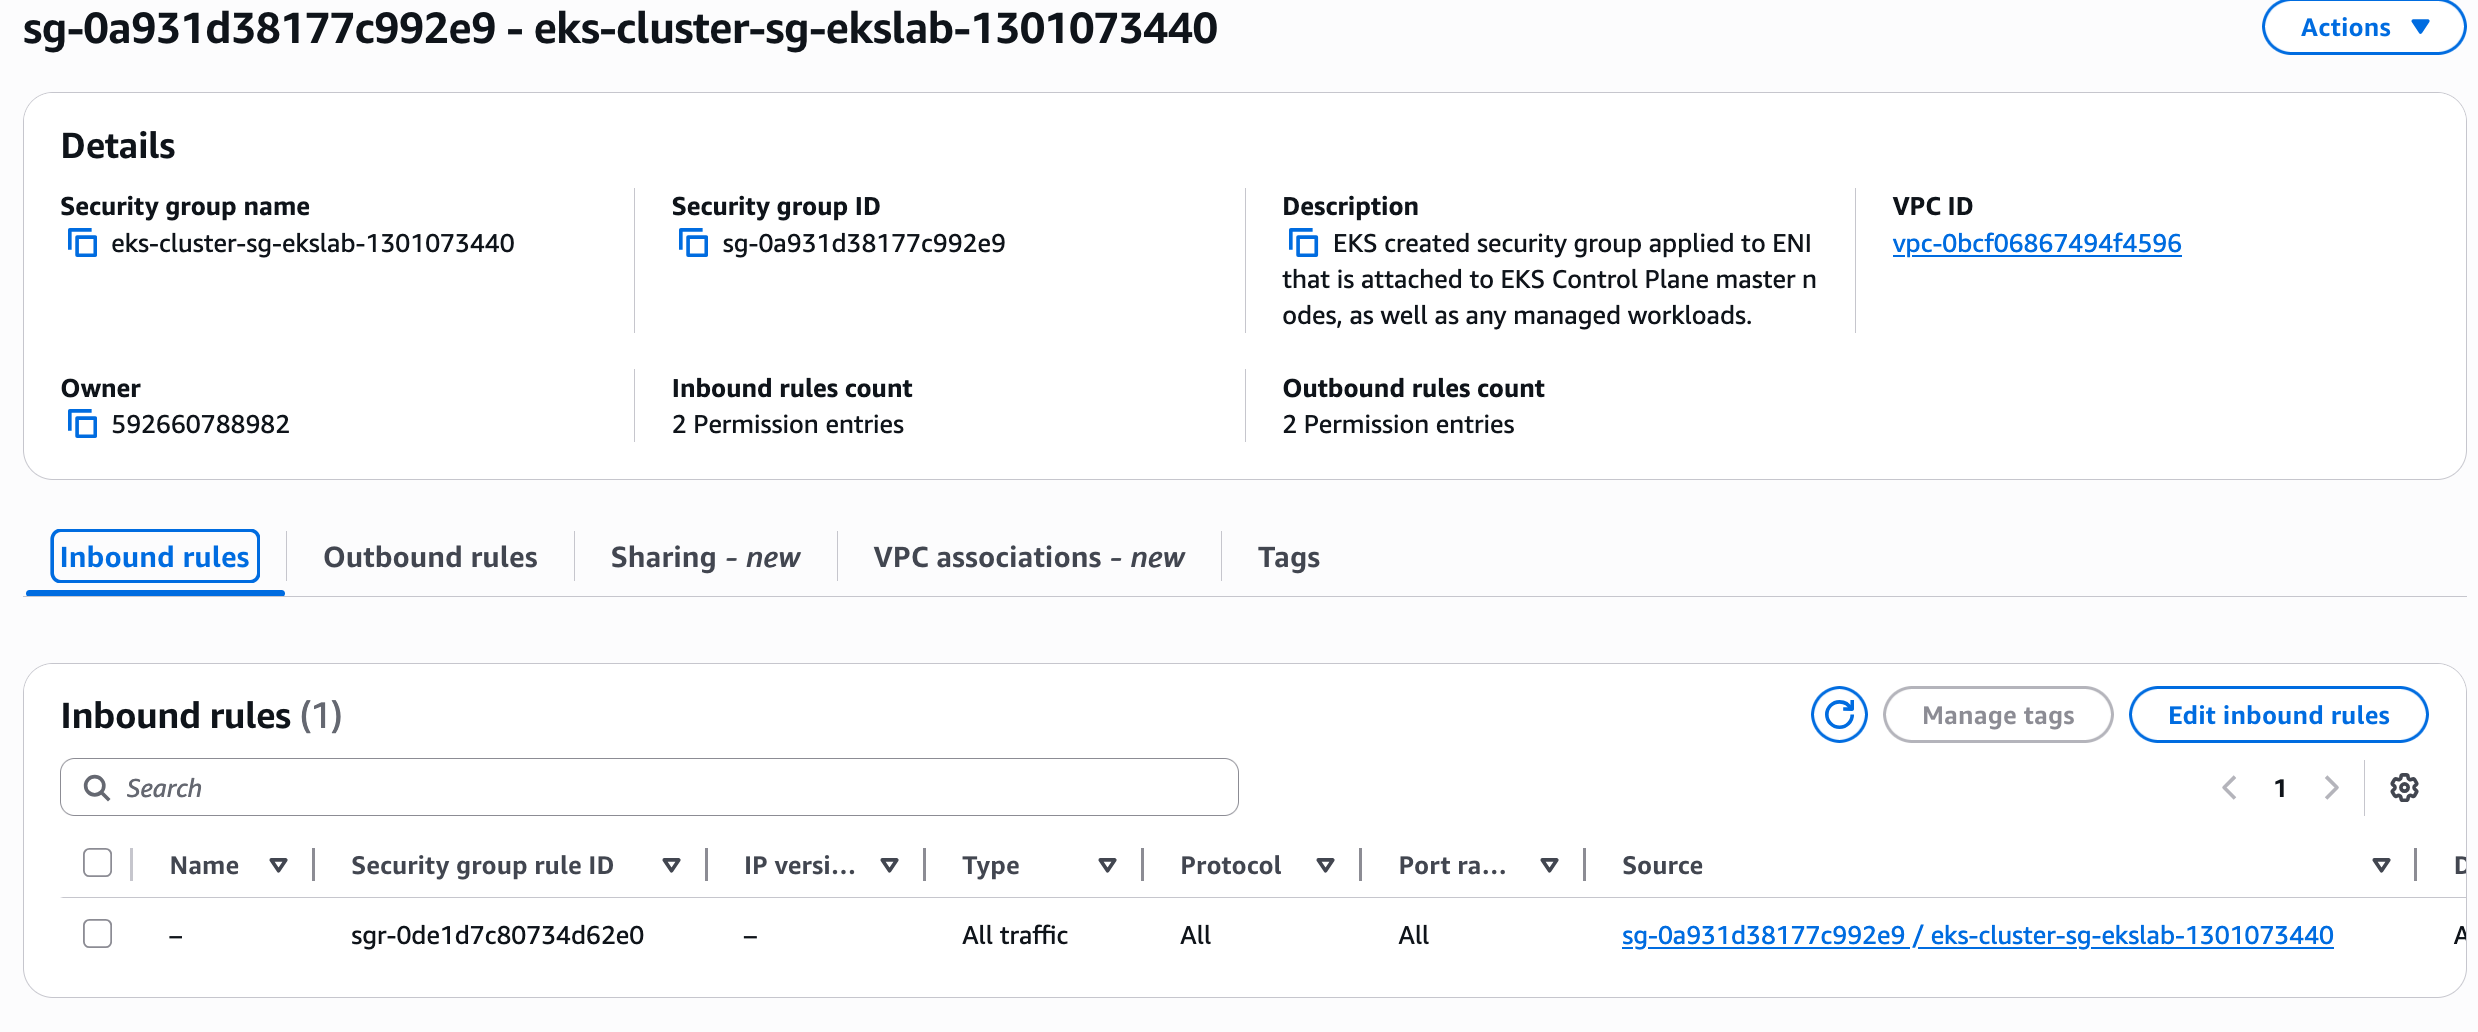 sg-0a931d38177c992e9 - eks-cluster-sg-ekslab-1301073440
Actions
Details
Security group name
eks-cluster-sg-ekslab-1301073440
Security group ID
sg-0a931d38177c992e9
Description
EKS created security group applied to ENI
that is attached to EKS Control Plane master n
odes, as well as any managed workloads.
VPC ID
vpc-0bcf06867494f4596
Owner
592660788982
Inbound rules count
2 Permission entries
Outbound rules count
2 Permission entries
Inbound rules
Outbound rules
Sharing - new
VPC associations - new
Tags
Inbound rules (1)
Manage tags
Edit inbound rules
Search
1
Name
Security group rule ID
IP versi...
Type
Protocol
Port ra...
Source
–
sgr-0de1d7c80734d62e0
–
All traffic
All
All
sg-0a931d38177c992e9 / eks-cluster-sg-ekslab-1301073440